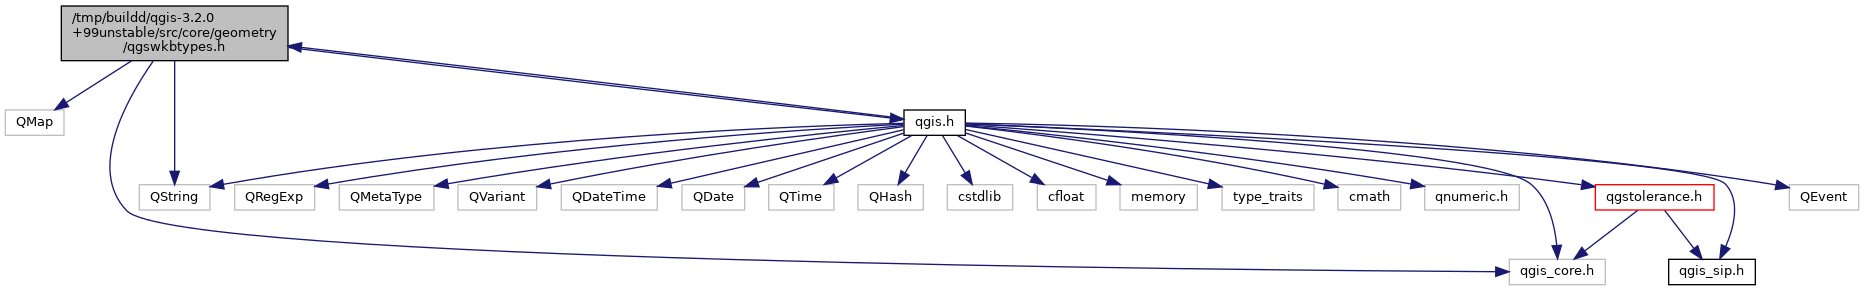 /tmp/buildd/qgis-3.2.0
+99unstable/src/core/geometry
/qgswkbtypes.h
QMap
qgis.h
QString
QRegExp
QMetaType
QVariant
QDateTime
QDate
QTime
QHash
cstdlib
cfloat
memory
type_traits
cmath
qnumeric.h
qgstolerance.h
QEvent
qgis_core.h
qgis_sip.h